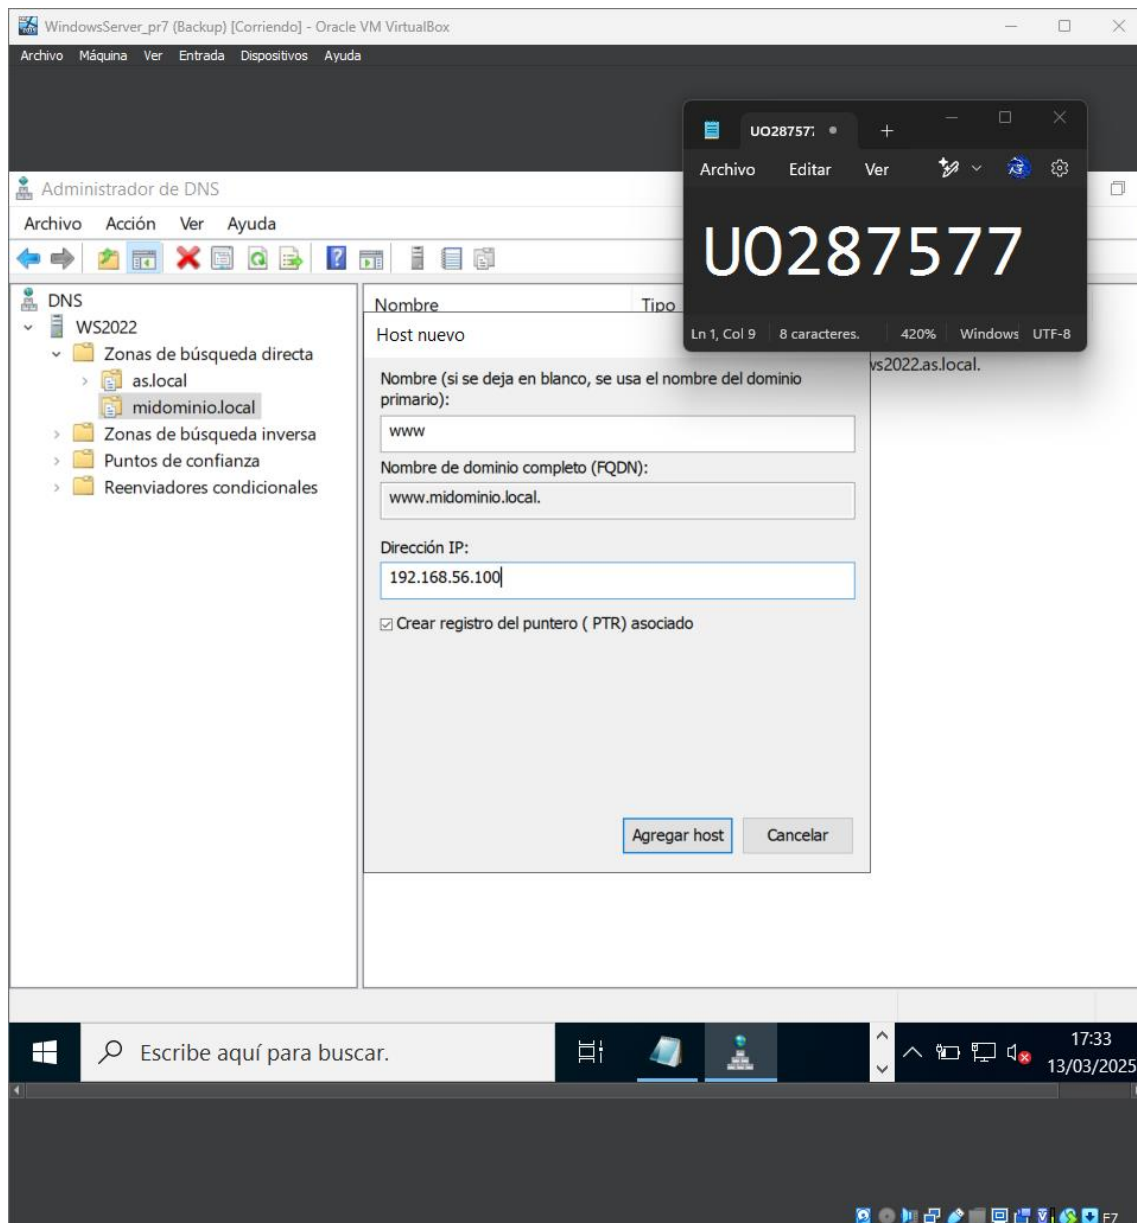 WindowsServer_pr7 (Backup) [Corriendo] - Oracle VM VirtualBox
Archivo Máquina Ver Entrada Dispositivos Ayuda
UO287577
Archivo Editar Ver
UO287577
Ln 1, Col 9 8 caracteres. 420% Windows UTF-8
Administrador de DNS
Archivo Acción Ver Ayuda
DNS
WS2022
Zonas de búsqueda directa
as.local
midominio.local
Zonas de búsqueda inversa
Puntos de confianza
Reenviadores condicionales
Nombre Tipo
Host nuevo
ws2022.as.local.
Nombre (si se deja en blanco, se usa el nombre del dominio
primario):
www
Nombre de dominio completo (FQDN):
www.midominio.local.
Dirección IP:
192.168.56.100
Crear registro del puntero ( PTR) asociado
Agregar host Cancelar
Escribe aquí para buscar.
17:33
13/03/2025
F7